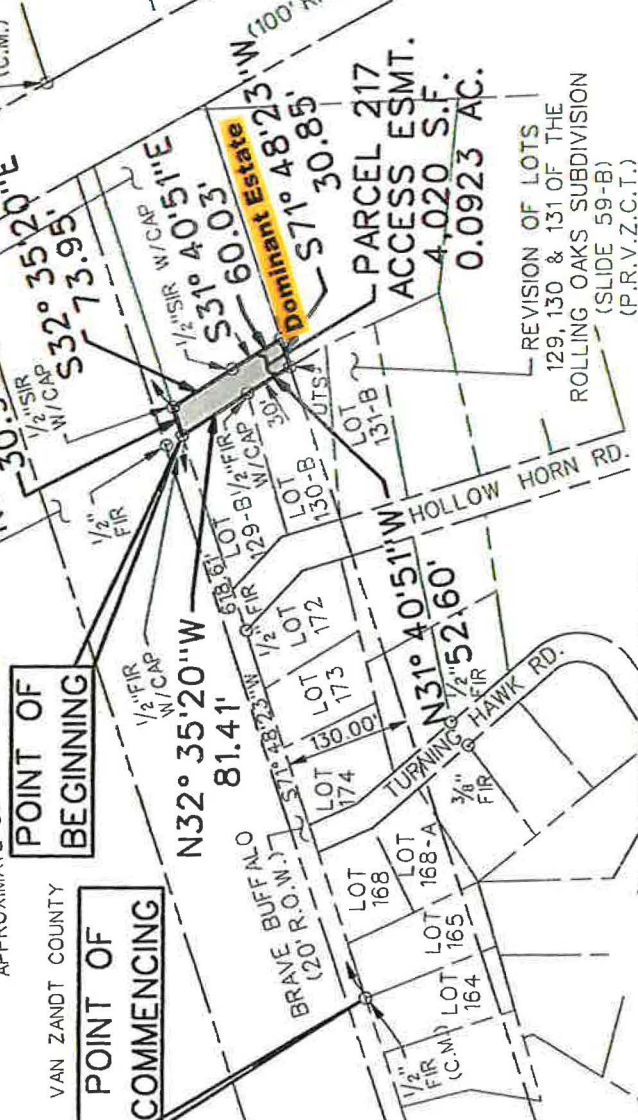 (C.M.)
(100' R
S32° 35'20"E
73.95'
1/2"SIR
W/CAP
1/2"SIR W/CAP
S31° 40'51"E
60.03'
Dominant Estate
S71° 48'23"W
30.85'
PARCEL 217
ACCESS ESMT.
4,020 S.F.
0.0923 AC.
REVISION OF LOTS
129, 130 & 131 OF THE
ROLLING OAKS SUBDIVISION
(SLIDE 59-B)
(P.R.V.Z.C.T.)
1/2"
FIR
POINT OF
BEGINNING
VAN ZANDT COUNTY
POINT OF
COMMENCING
1/2"FIR
W/CAP
N32° 35'20"W
81.41'
618.61'
LOT
129-B
1/2"FIR
W/CAP
30'
LOT
130-B
LOT
131-B
HOLLOW HORN RD.
1/2"
FIR
S71°48'23"W
LOT
172
LOT
173
LOT
174
130.00'
N31° 40'51"W
52.60'
1/2"
FIR
3/8"
FIR
TURNING HAWK RD.
BRAVE BUFFALO
(20' R.O.W.)
LOT
168
LOT
168-A
LOT
165
LOT
164
1/2"
FIR
(C.M.)